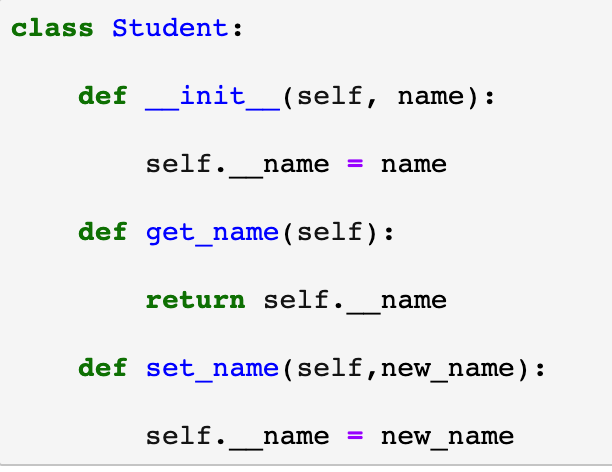 class Student:
    def __init__(self, name):
        self.__name = name
    def get_name(self):
        return self.__name
    def set_name(self,new_name):
        self.__name = new_name